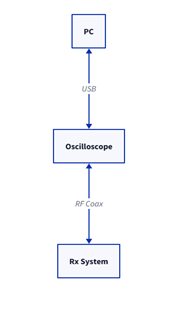 PC
USB
Oscilloscope
RF Coax
Rx System